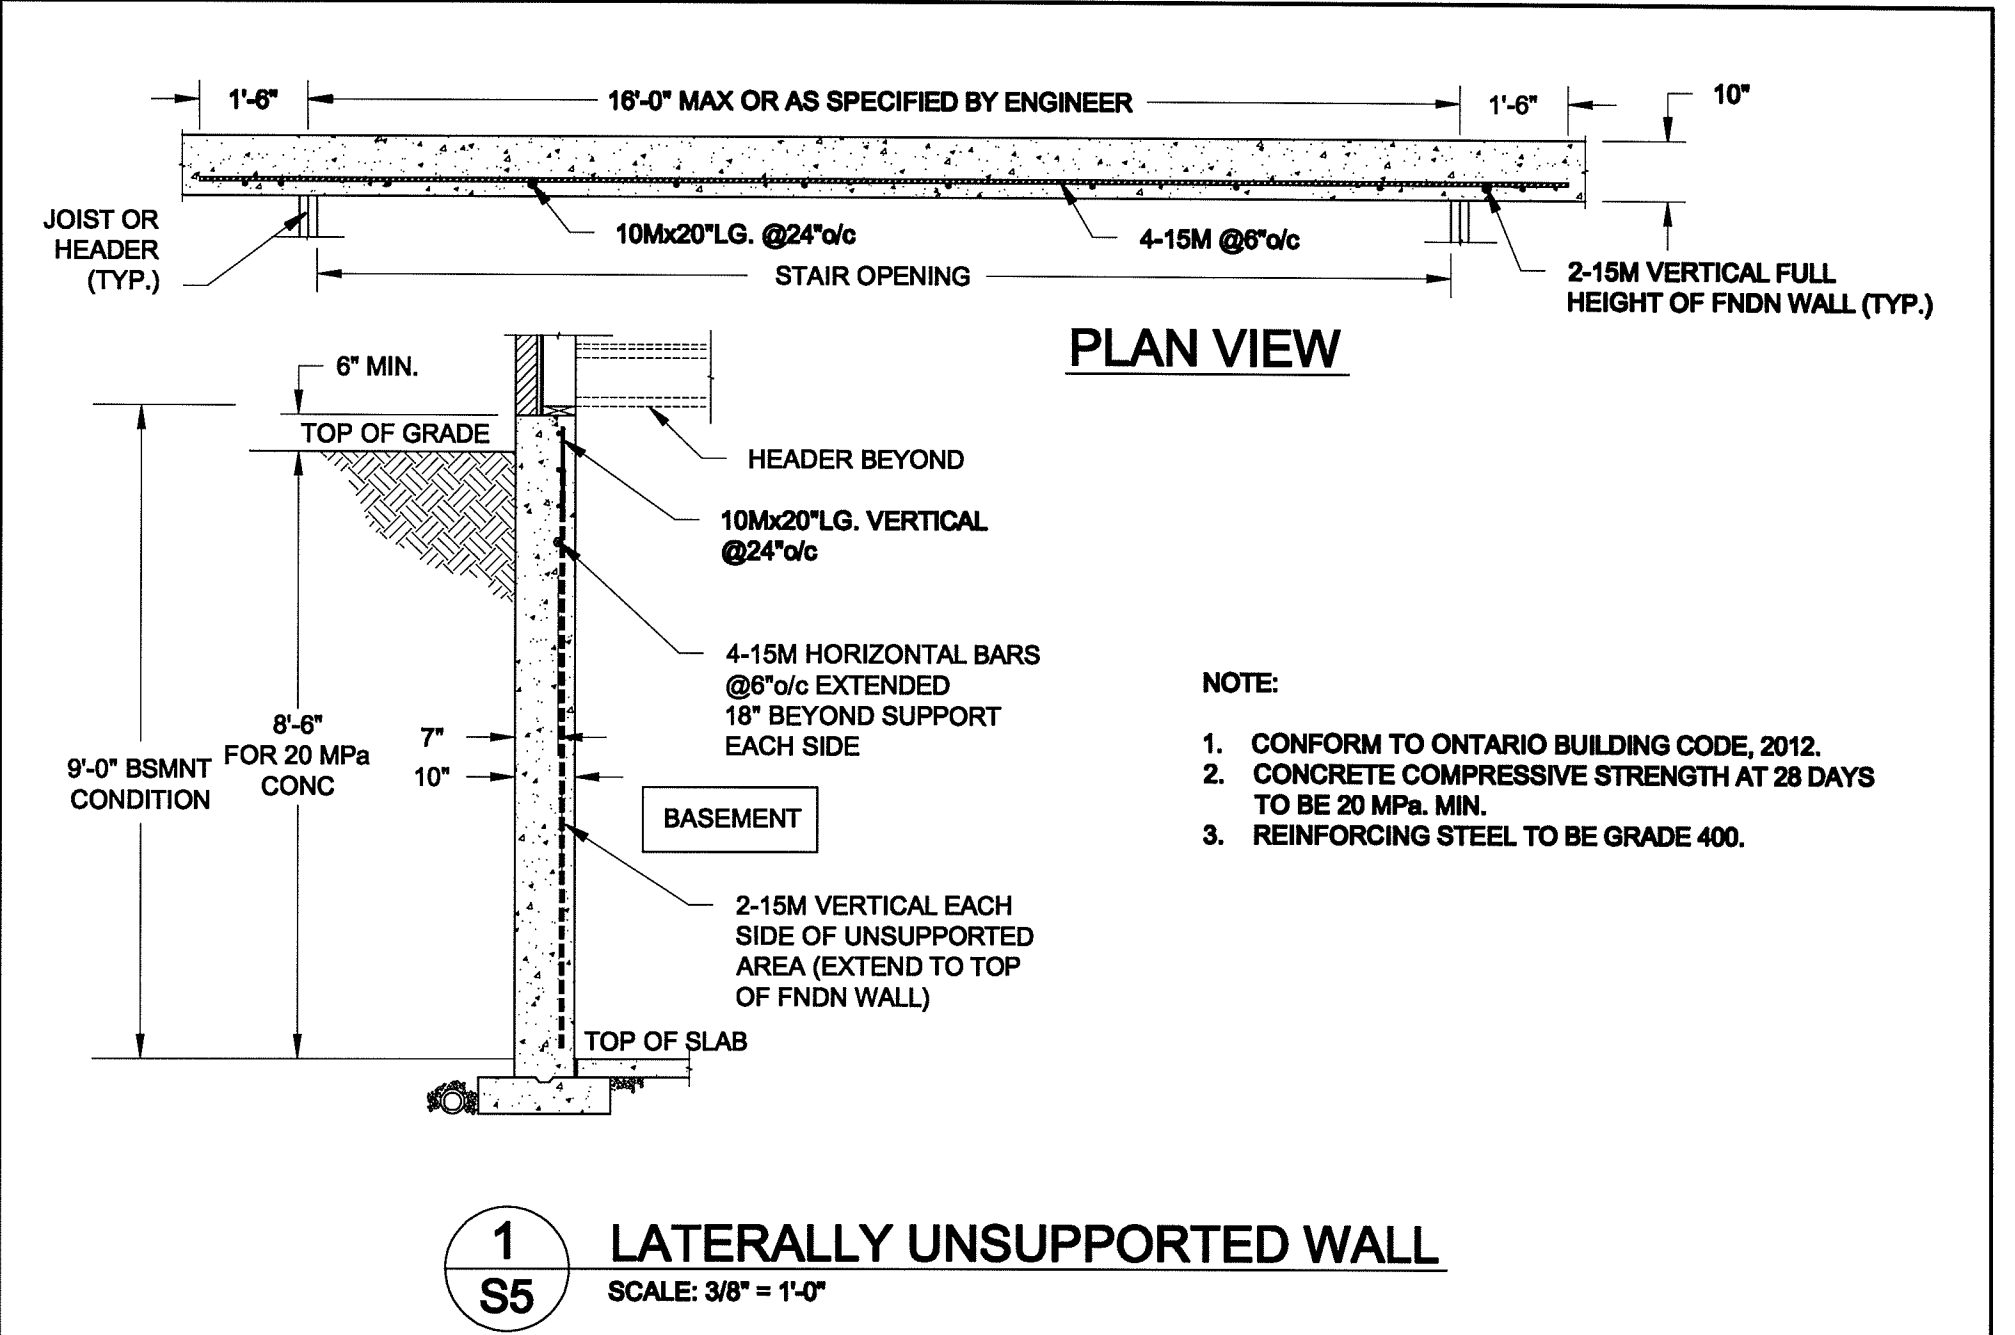 1'-6"
16'-0" MAX OR AS SPECIFIED BY ENGINEER
1'-6"
10"
JOIST OR
HEADER
(TYP.)
10Mx20"LG. @24"o/c
4-15M @6"o/c
STAIR OPENING
2-15M VERTICAL FULL
HEIGHT OF FNDN WALL (TYP.)
PLAN VIEW
6" MIN.
TOP OF GRADE
HEADER BEYOND
10Mx20"LG. VERTICAL
@24"o/c
4-15M HORIZONTAL BARS
@6"o/c EXTENDED
18" BEYOND SUPPORT
EACH SIDE
9'-0" BSMNT
CONDITION
8'-6"
FOR 20 MPa
CONC
7"
10"
BASEMENT
2-15M VERTICAL EACH
SIDE OF UNSUPPORTED
AREA (EXTEND TO TOP
OF FNDN WALL)
TOP OF SLAB
NOTE:
1. CONFORM TO ONTARIO BUILDING CODE, 2012.
2. CONCRETE COMPRESSIVE STRENGTH AT 28 DAYS
TO BE 20 MPa. MIN.
3. REINFORCING STEEL TO BE GRADE 400.
1
S5
LATERALLY UNSUPPORTED WALL
SCALE: 3/8" = 1'-0"